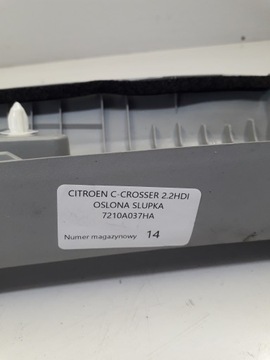 CITROEN C-CROSSER 2.2HDI
OSLONA SLUPKA
7210A037HA
Numer magazynowy 14